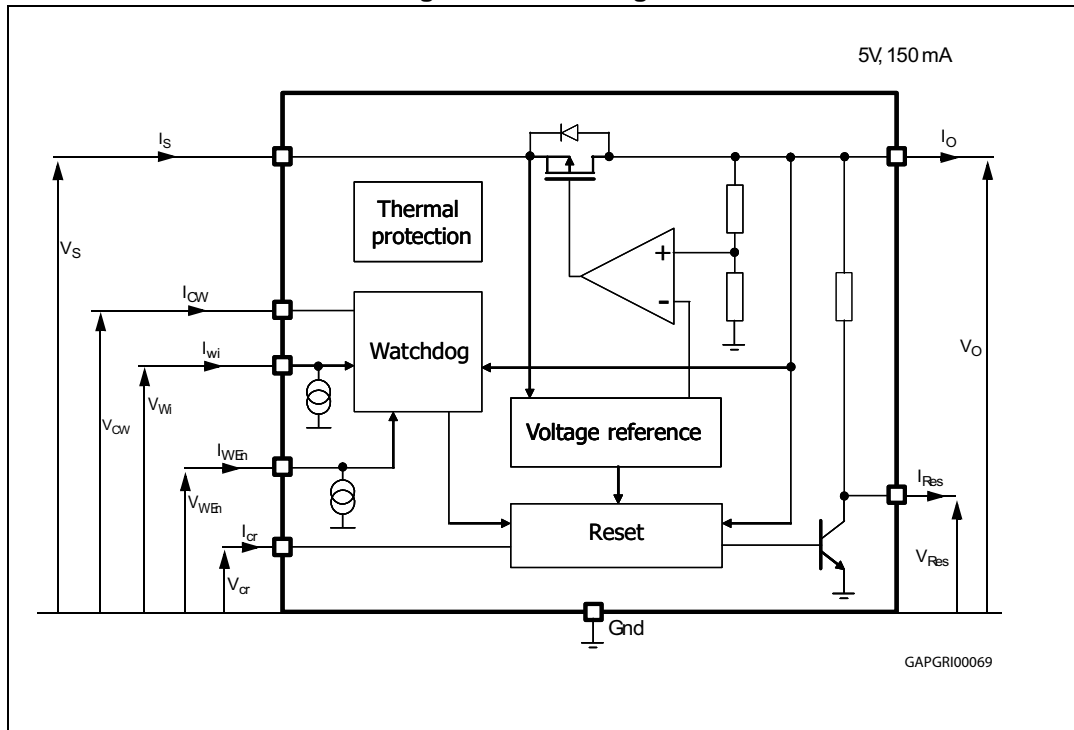 5V, 150 mA
I_S
I_O
Thermal
protection
V_S
I_CW
+
-
Watchdog
I_wi
V_O
V_Wi
V_CW
Voltage reference
I_WEn
I_Res
V_WEn
Reset
I_cr
V_Res
V_cr
Gnd
GAPGRI00069